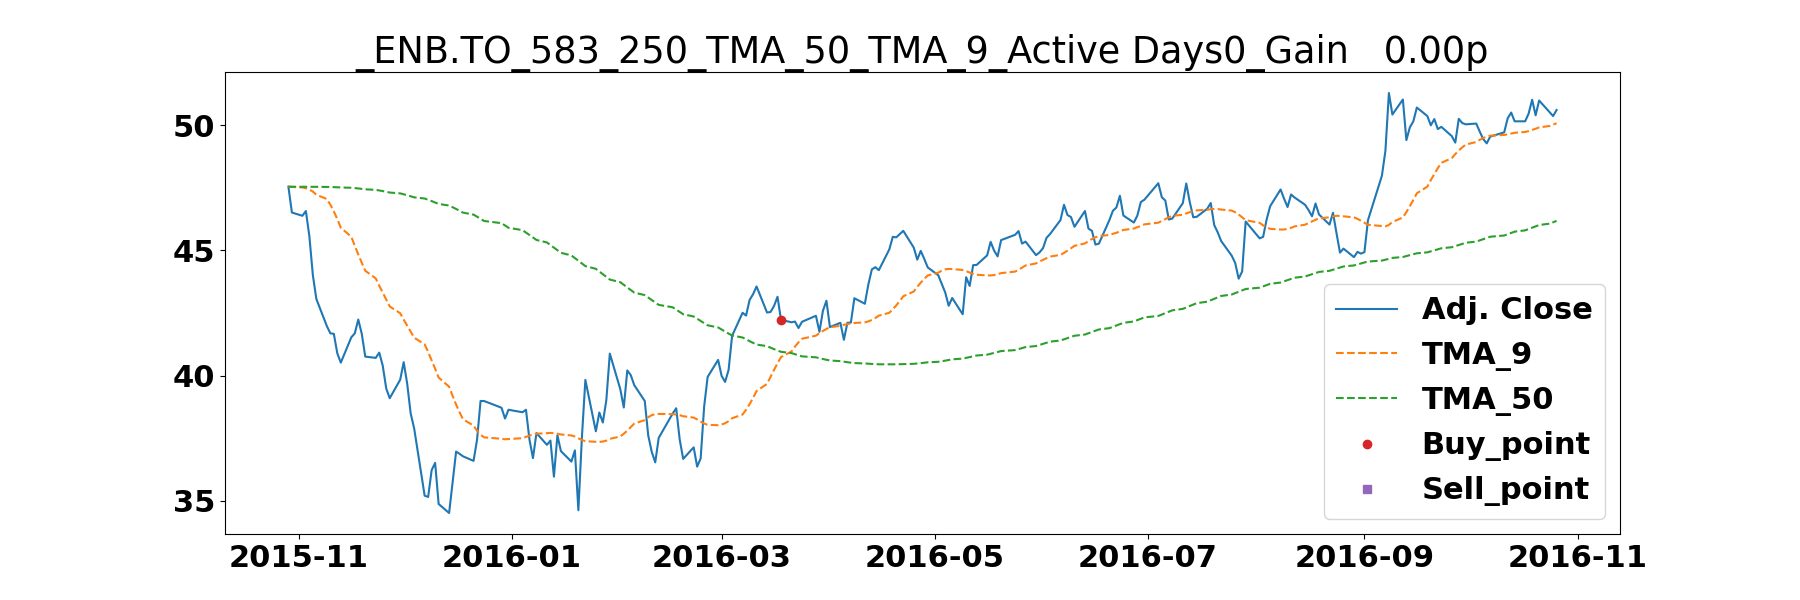 _ENB.TO_583_250_TMA_50_TMA_9_Active Days0_Gain   0.00p
50
45
40
35
Adj. Close
TMA_9
TMA_50
Buy_point
Sell_point
2015-11 2016-01 2016-03 2016-05 2016-07 2016-09 2016-11